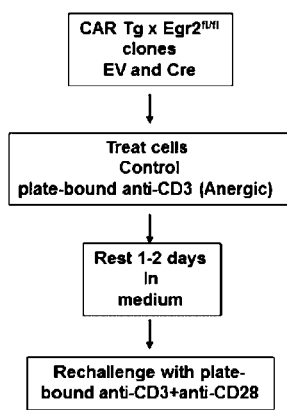 CAR Tg x Egr2fl/fl
clones
EV and Cre
Treat cells
Control
plate-bound anti-CD3 (Anergic)
Rest 1-2 days
In
medium
Rechallenge with plate-
bound anti-CD3+anti-CD28